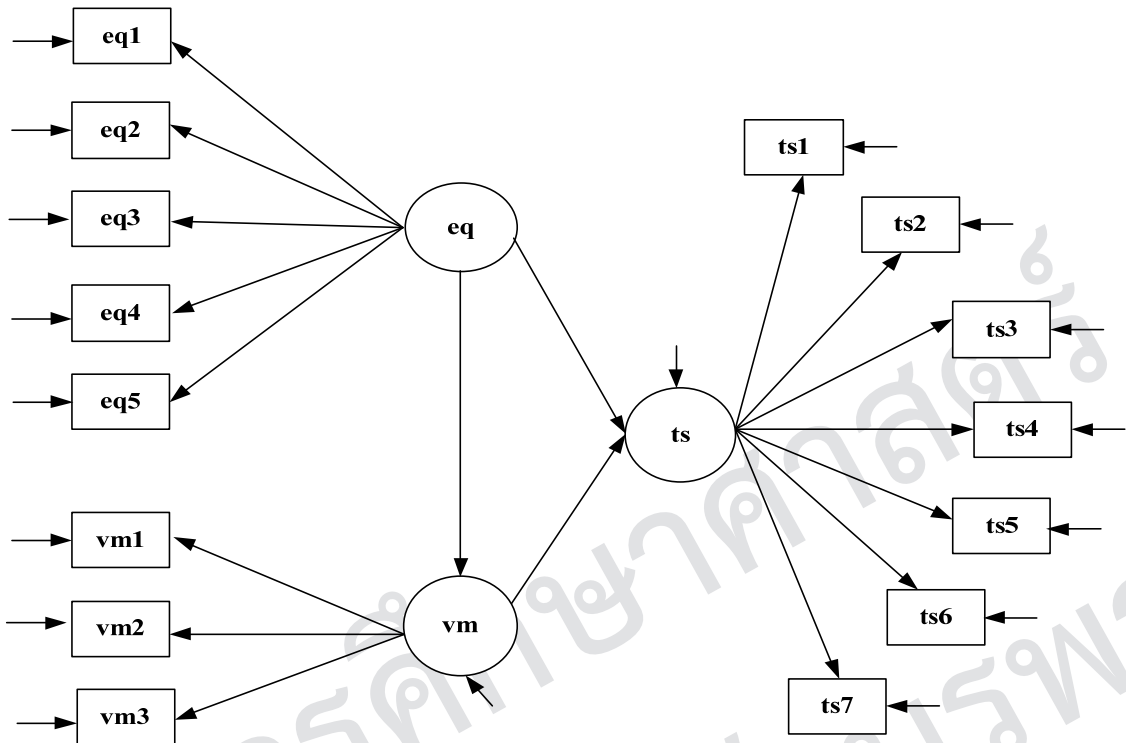 eq1
eq2
eq3
eq4
eq5
eq
vm1
vm2
vm3
vm
ts
ts1
ts2
ts3
ts4
ts5
ts6
ts7